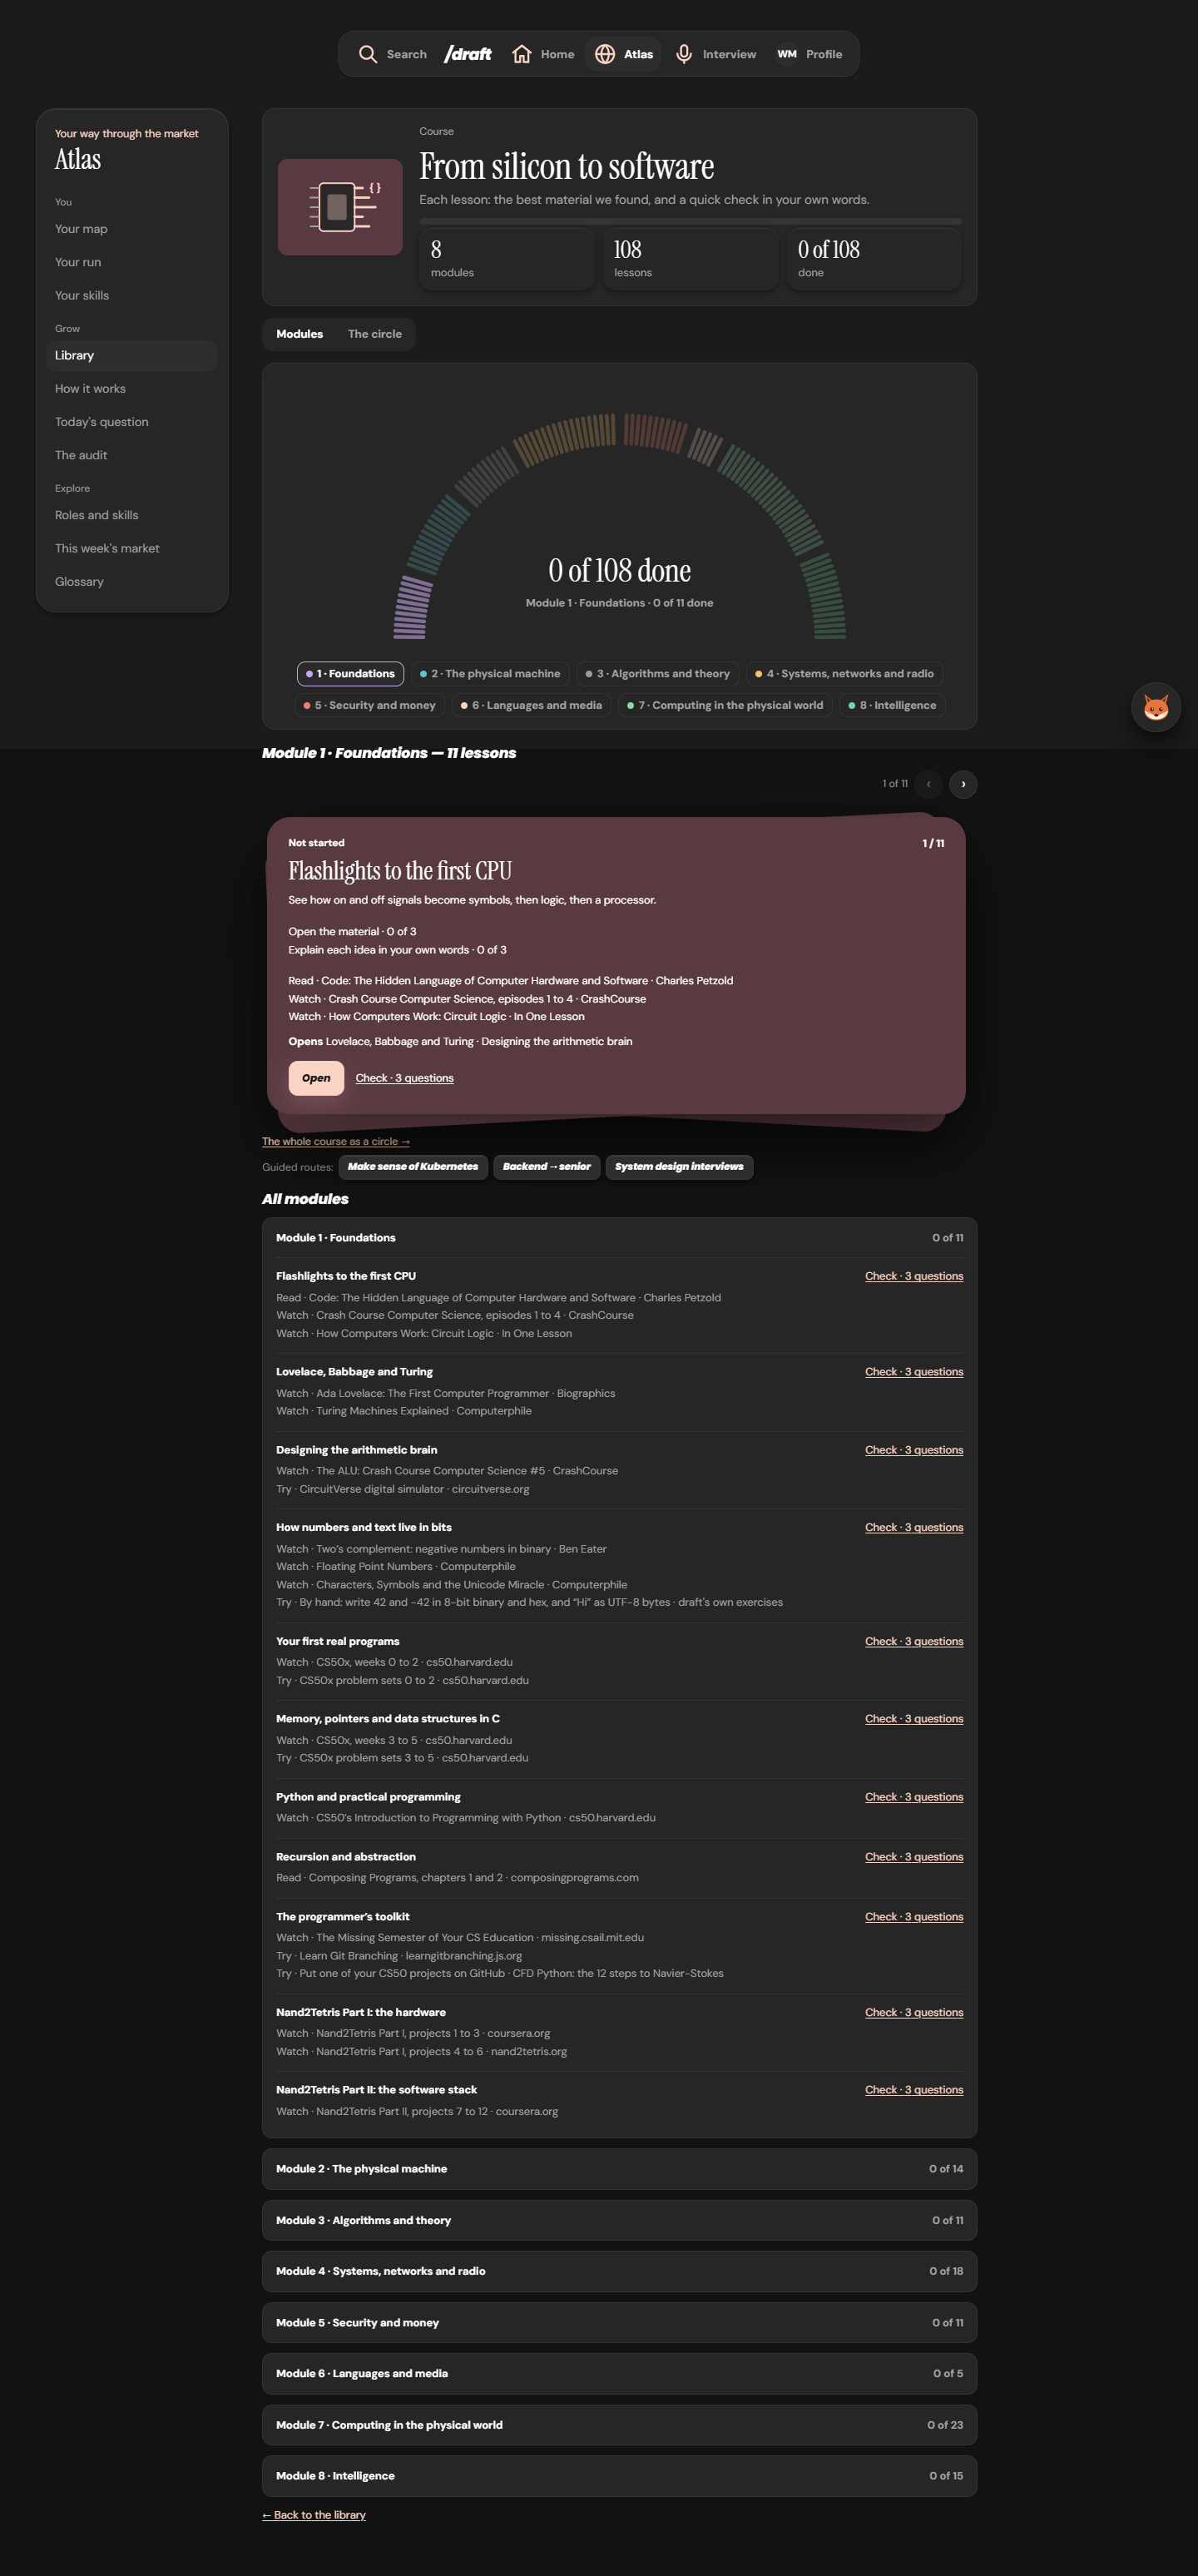 Search
/draft
Home
Atlas
Interview
WM
Profile
Your way through the market
Atlas
You
Your map
Your run
Your skills
Grow
Library
How it works
Today's question
The audit
Explore
Roles and skills
This week's market
Glossary
Course
From silicon to software
Each lesson: the best material we found, and a quick check in your own words.
{ }
8
modules
108
lessons
0 of 108
done
Modules
The circle
0 of 108 done
Module 1 · Foundations · 0 of 11 done
1 · Foundations
2 · The physical machine
3 · Algorithms and theory
4 · Systems, networks and radio
5 · Security and money
6 · Languages and media
7 · Computing in the physical world
8 · Intelligence
Module 1 · Foundations — 11 lessons
1 of 11 ‹ ›
Not started
1 / 11
Flashlights to the first CPU
See how on and off signals become symbols, then logic, then a processor.
Open the material · 0 of 3
Explain each idea in your own words · 0 of 3
Read · Code: The Hidden Language of Computer Hardware and Software · Charles Petzold
Watch · Crash Course Computer Science, episodes 1 to 4 · CrashCourse
Watch · How Computers Work: Circuit Logic · In One Lesson
Opens Lovelace, Babbage and Turing · Designing the arithmetic brain
Open
Check · 3 questions
The whole course as a circle →
Guided routes:
Make sense of Kubernetes
Backend → senior
System design interviews
All modules
Module 1 · Foundations
0 of 11
Flashlights to the first CPU
Check · 3 questions
Read · Code: The Hidden Language of Computer Hardware and Software · Charles Petzold
Watch · Crash Course Computer Science, episodes 1 to 4 · CrashCourse
Watch · How Computers Work: Circuit Logic · In One Lesson
Lovelace, Babbage and Turing
Check · 3 questions
Watch · Ada Lovelace: The First Computer Programmer · Biographics
Watch · Turing Machines Explained · Computerphile
Designing the arithmetic brain
Check · 3 questions
Watch · The ALU: Crash Course Computer Science #5 · CrashCourse
Try · CircuitVerse digital simulator · circuitverse.org
How numbers and text live in bits
Check · 3 questions
Watch · Two’s complement: negative numbers in binary · Ben Eater
Watch · Floating Point Numbers · Computerphile
Watch · Characters, Symbols and the Unicode Miracle · Computerphile
Try · By hand: write 42 and -42 in 8-bit binary and hex, and “Hi” as UTF-8 bytes · draft's own exercises
Your first real programs
Check · 3 questions
Watch · CS50x, weeks 0 to 2 · cs50.harvard.edu
Try · CS50x problem sets 0 to 2 · cs50.harvard.edu
Memory, pointers and data structures in C
Check · 3 questions
Watch · CS50x, weeks 3 to 5 · cs50.harvard.edu
Try · CS50x problem sets 3 to 5 · cs50.harvard.edu
Python and practical programming
Check · 3 questions
Watch · CS50’s Introduction to Programming with Python · cs50.harvard.edu
Recursion and abstraction
Check · 3 questions
Read · Composing Programs, chapters 1 and 2 · composingprograms.com
The programmer’s toolkit
Check · 3 questions
Watch · The Missing Semester of Your CS Education · missing.csail.mit.edu
Try · Learn Git Branching · learngitbranching.js.org
Try · Put one of your CS50 projects on GitHub · CFD Python: the 12 steps to Navier-Stokes
Nand2Tetris Part I: the hardware
Check · 3 questions
Watch · Nand2Tetris Part I, projects 1 to 3 · coursera.org
Watch · Nand2Tetris Part I, projects 4 to 6 · nand2tetris.org
Nand2Tetris Part II: the software stack
Check · 3 questions
Watch · Nand2Tetris Part II, projects 7 to 12 · coursera.org
Module 2 · The physical machine
0 of 14
Module 3 · Algorithms and theory
0 of 11
Module 4 · Systems, networks and radio
0 of 18
Module 5 · Security and money
0 of 11
Module 6 · Languages and media
0 of 5
Module 7 · Computing in the physical world
0 of 23
Module 8 · Intelligence
0 of 15
← Back to the library